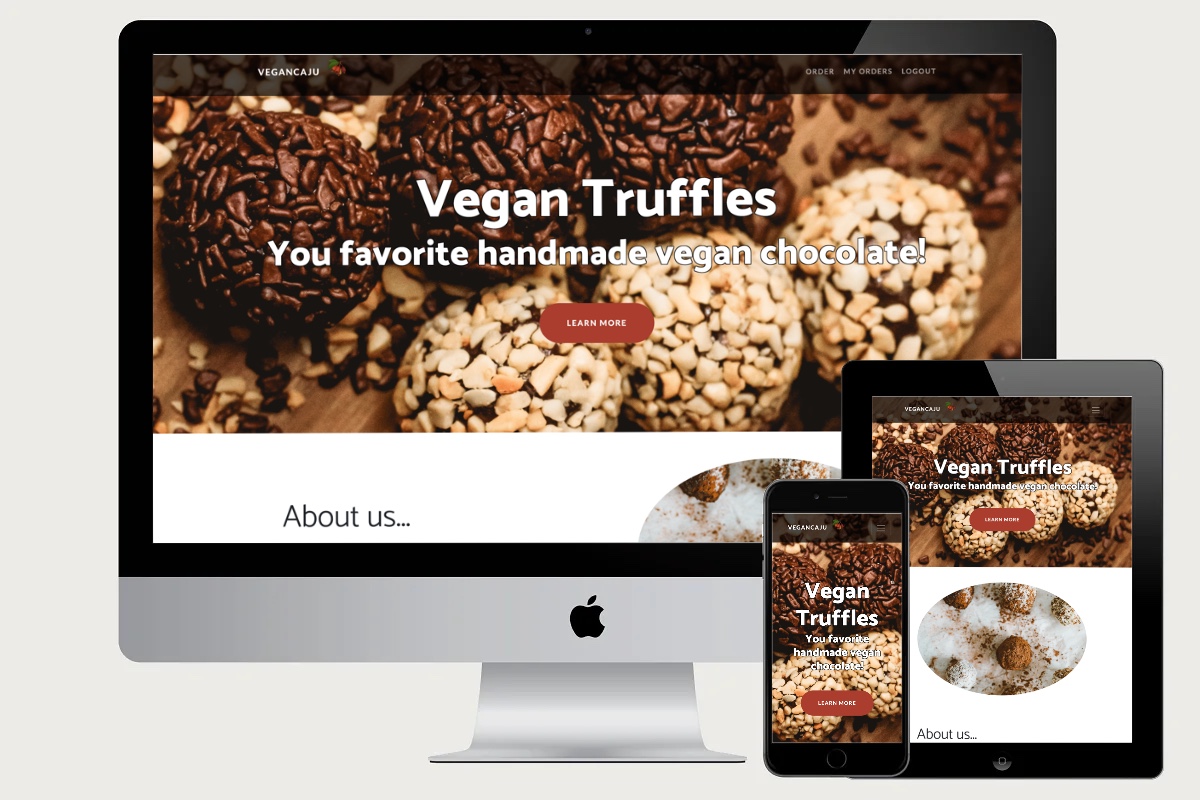 VEGANCAJU
ORDER MY ORDERS LOGOUT
Vegan Truffles
You favorite handmade vegan chocolate!
LEARN MORE
About us...
VEGANCAJU
Vegan Truffles
You favorite handmade vegan chocolate!
LEARN MORE
About us...
VEGANCAJU
Vegan
Truffles
You favorite
handmade vegan
chocolate!
LEARN MORE